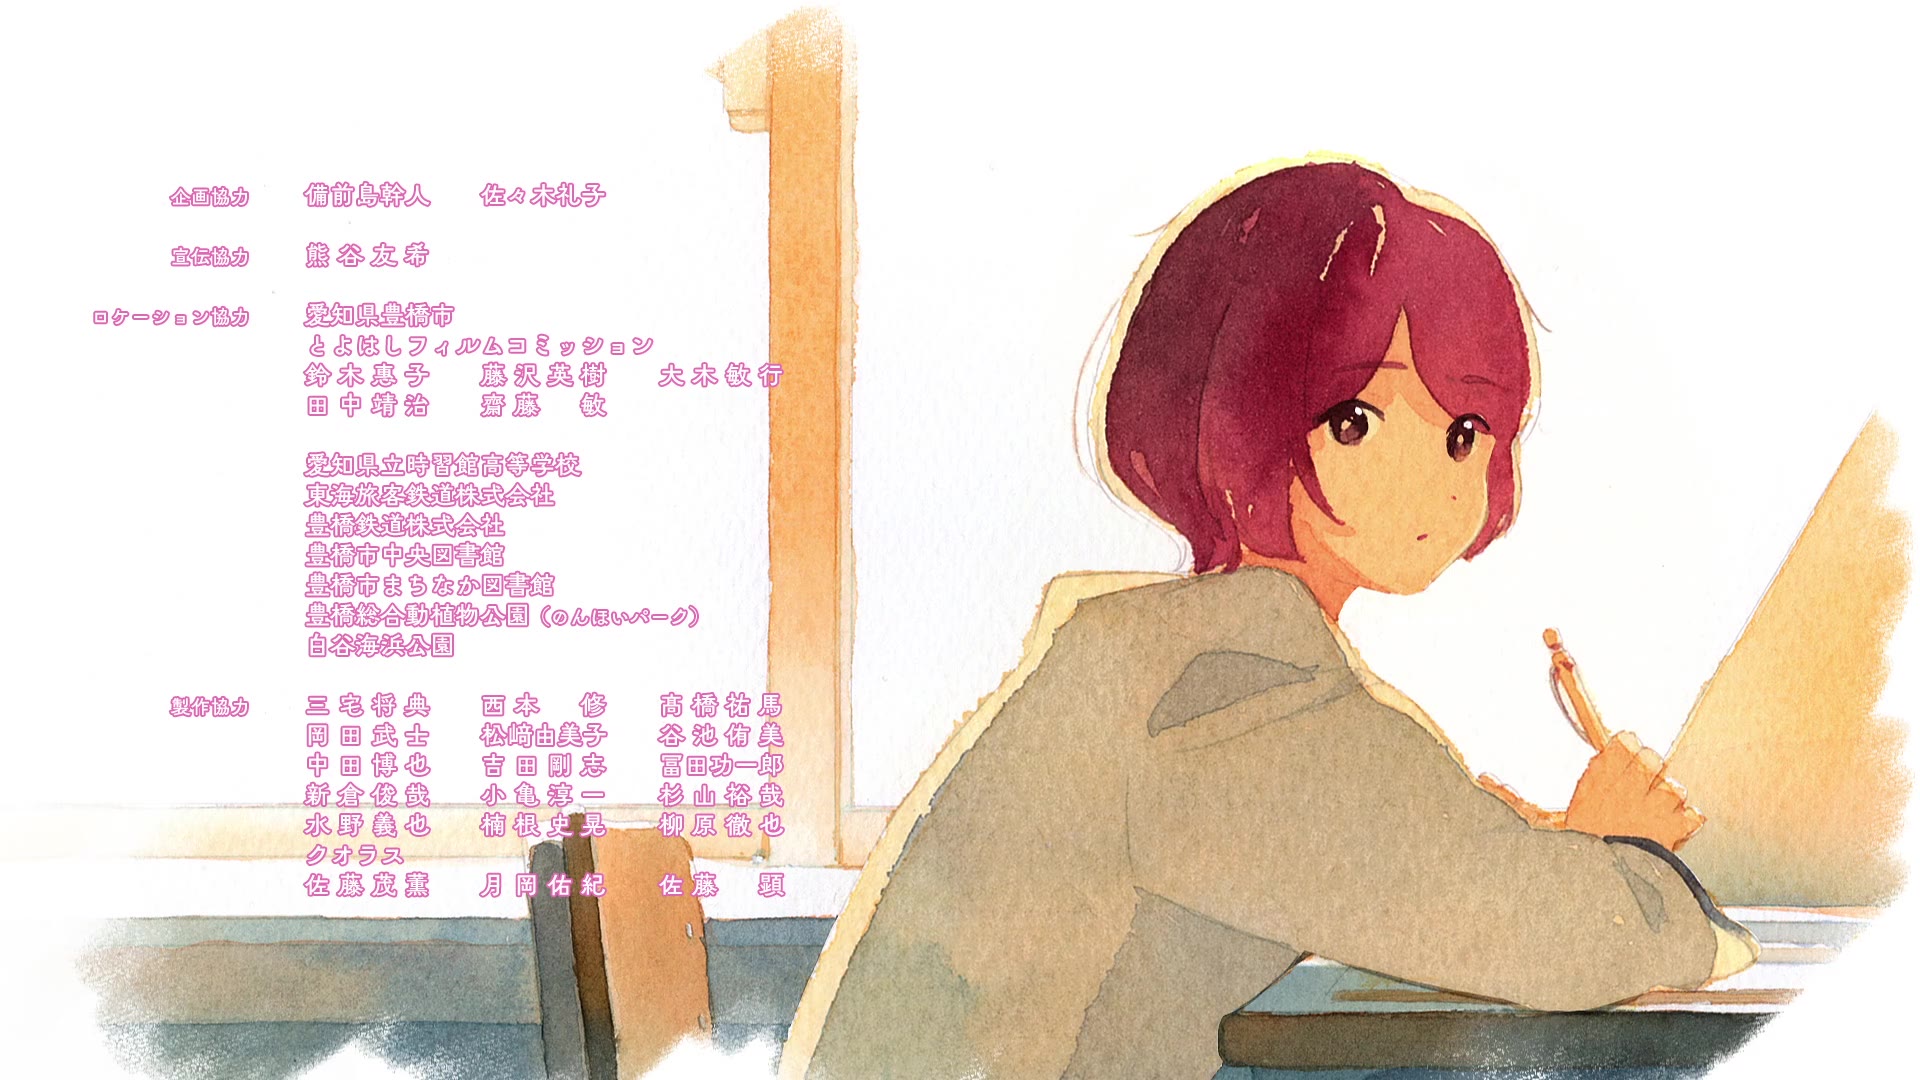 企画協力 備前島幹人 佐々木礼子
宣伝協力 熊谷友希
ロケーション協力 愛知県豊橋市
とよはしフィルムコミッション
鈴木惠子 藤沢英樹 大木敏行
田中靖治 齋藤 敏
愛知県立時習館高等学校
東海旅客鉄道株式会社
豊橋鉄道株式会社
豊橋市中央図書館
豊橋市まちなか図書館
豊橋総合動植物公園（のんほいパーク）
白谷海浜公園
製作協力 三宅将典 西本 修 髙橋祐馬
岡田武士 松﨑由美子 谷池侑美
中田博也 吉田剛志 冨田功一郎
新倉俊哉 小亀淳一 杉山裕哉
水野義也 楠根史晃 柳原徹也
クオラス
佐藤茂薫 月岡佑紀 佐藤 顕